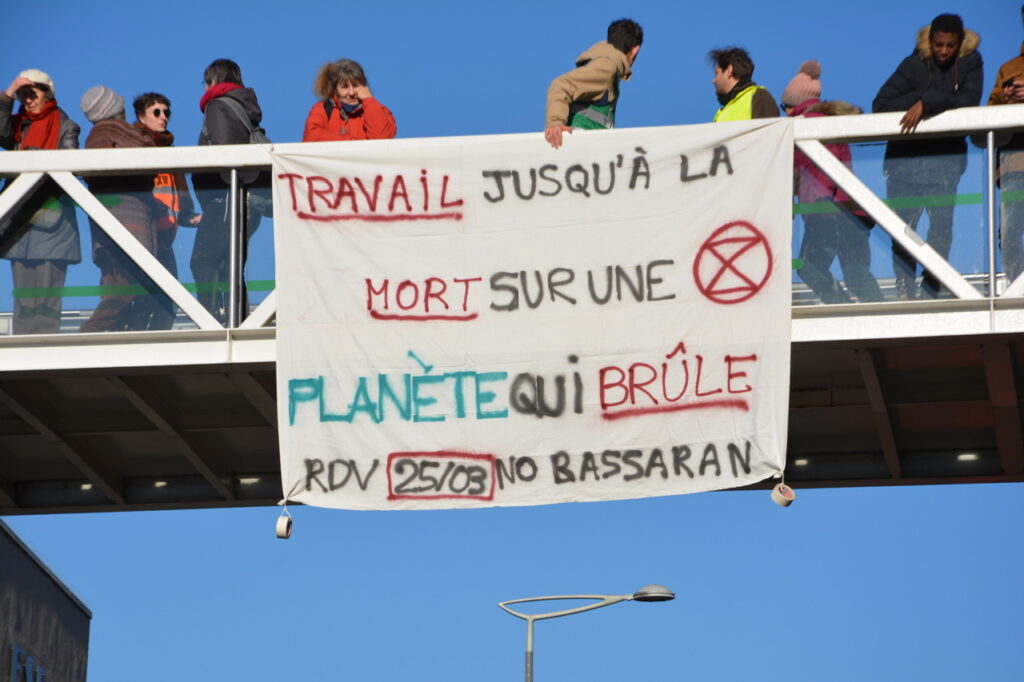 TRAVAIL JUSQU'À LA
MORT SUR UNE
PLANÈTE QUI BRÛLE
RDV 25/03 NO BASSARAN